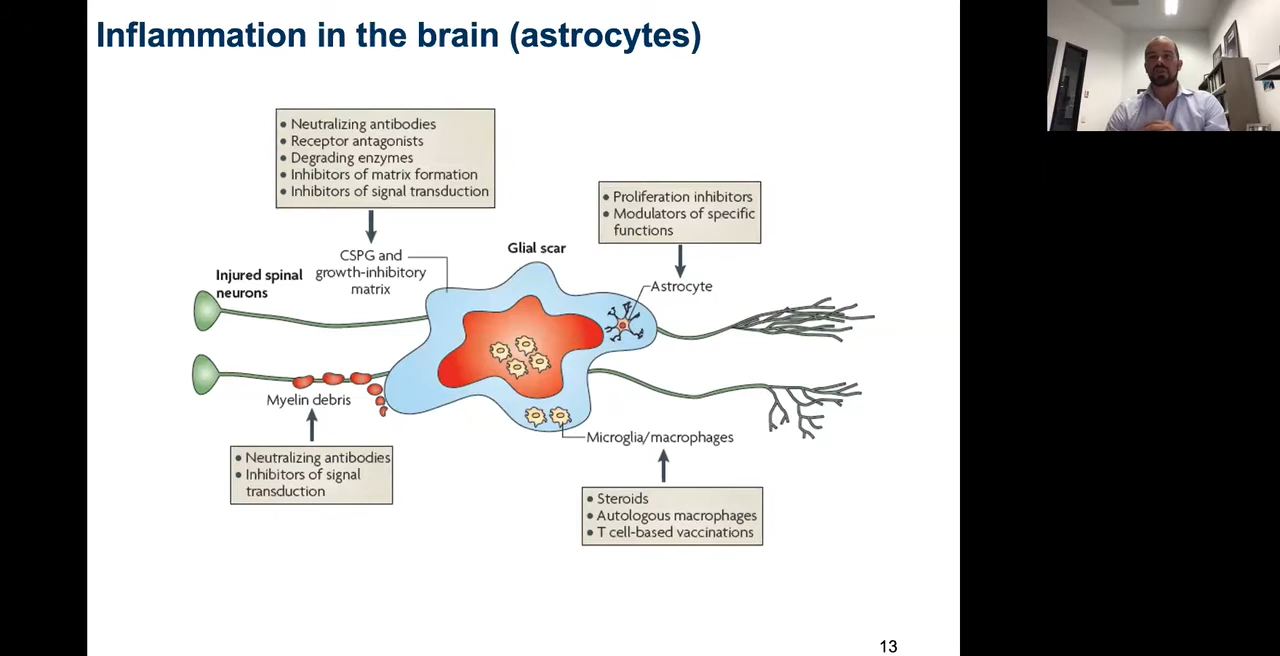 Inflammation in the brain (astrocytes)
• Neutralizing antibodies
• Receptor antagonists
• Degrading enzymes
• Inhibitors of matrix formation
• Inhibitors of signal transduction
• Proliferation inhibitors
• Modulators of specific
functions
Glial scar
CSPG and
growth-inhibitory
matrix
Injured spinal
neurons
Astrocyte
Myelin debris
Microglia/macrophages
• Neutralizing antibodies
• Inhibitors of signal
transduction
• Steroids
• Autologous macrophages
• T cell-based vaccinations
13